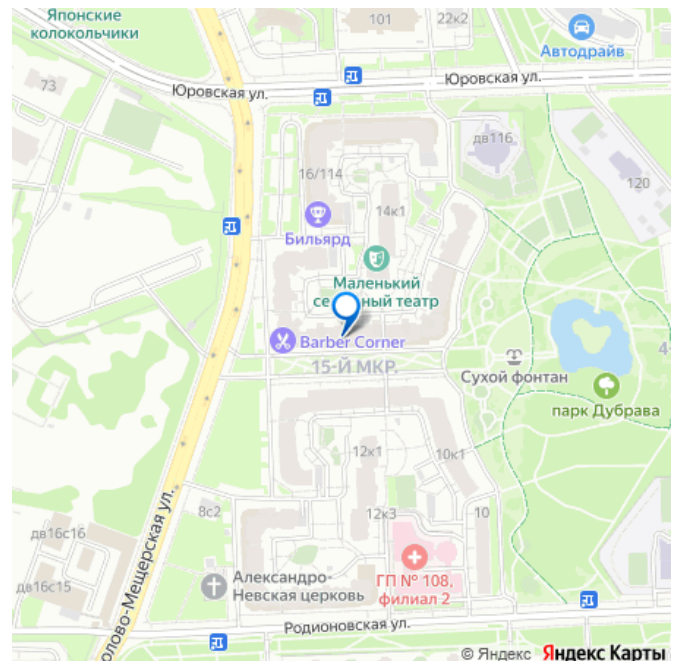 Японские
колокольчики
101
22к2
Автодрайв
73
Юровская ул.
Юровская ул.
дв116
16/114
120
14к1
Бильярд
Маленький
се ный театр
Barber Corner
15-Й МКР.
Сухой фонтан
4-
парк Дубрава
12к1
10к1
8с2
12к3
10
дв16с16
дв16с15
олово-Мещерская ул.
ГП № 108,
филиал 2
Александро-
Невская церковь
Родионовская ул.
© Яндекс Яндекс Карты